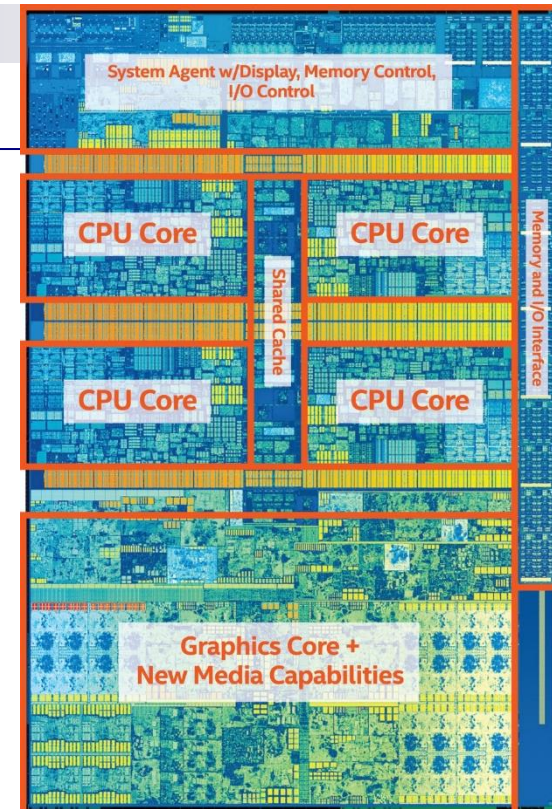 System Agent w/Display, Memory Control,
I/O Control
CPU Core
CPU Core
Shared Cache
Memory and I/O Interface
CPU Core
CPU Core
Graphics Core +
New Media Capabilities